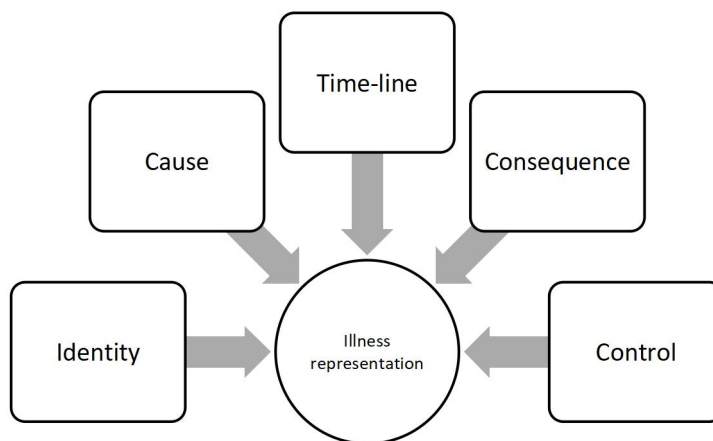 Time-line
Cause
Consequence
Identity
Illness
representation
Control